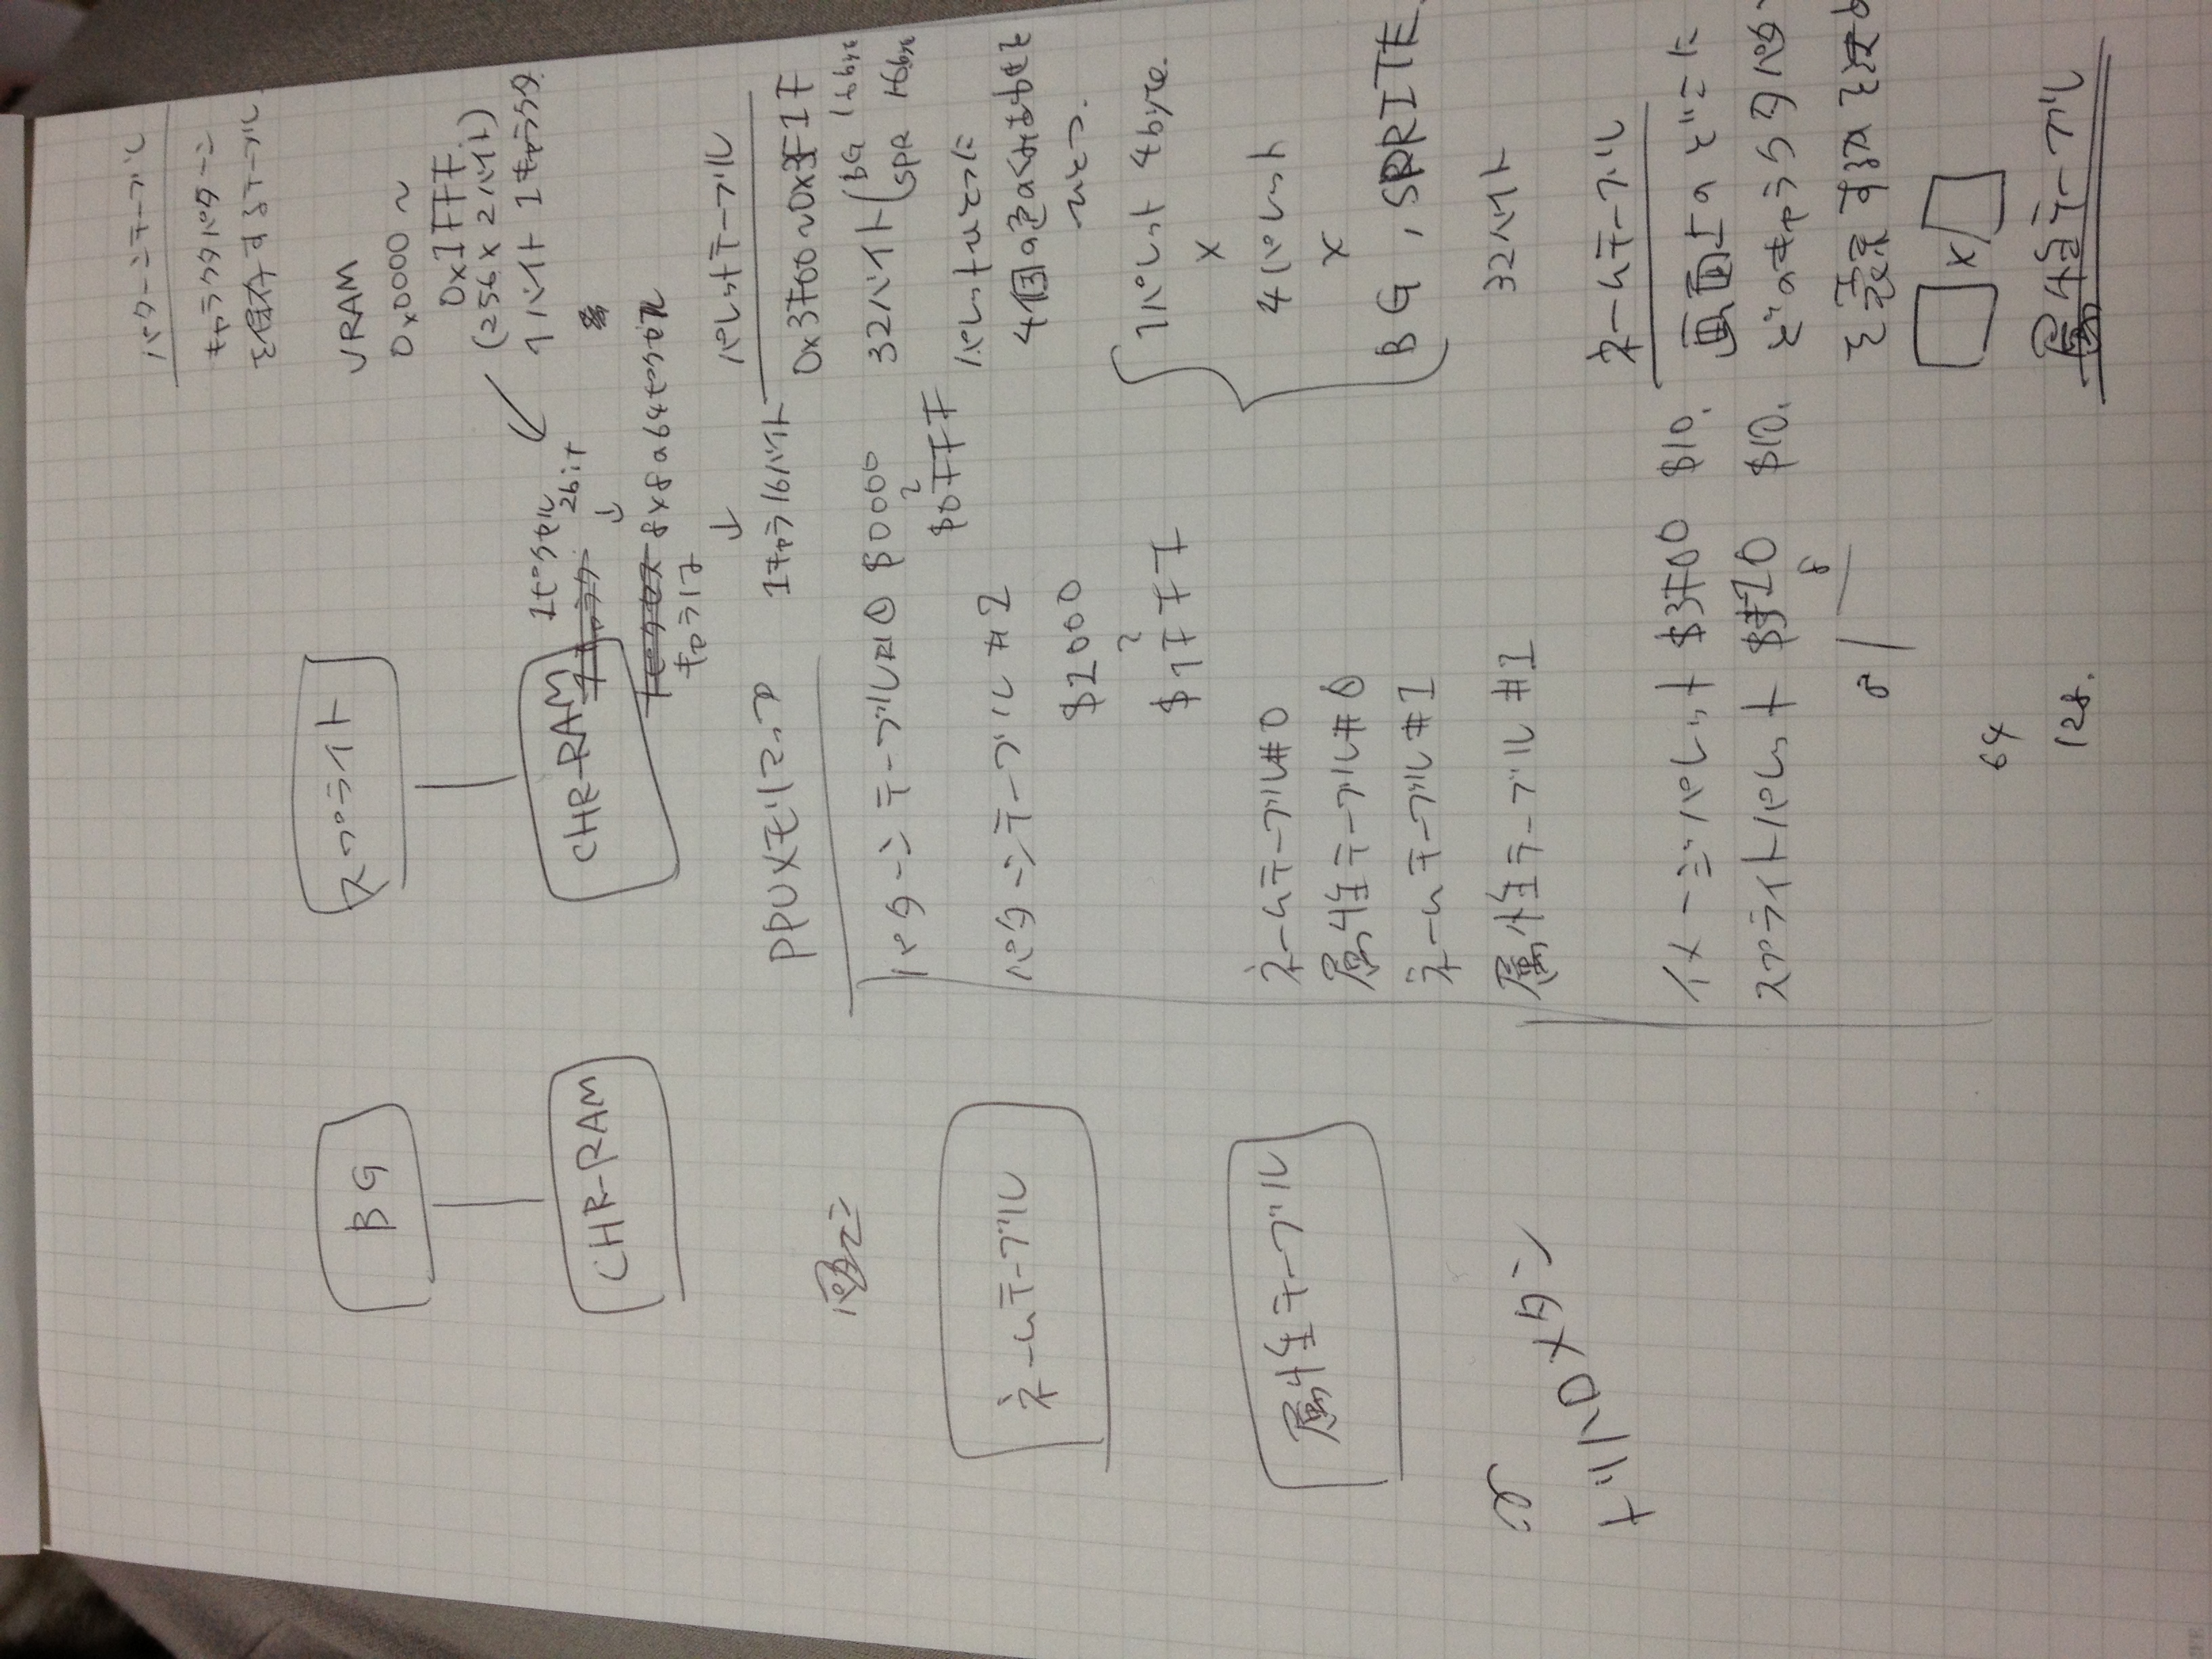 BG
スプライト
CHR-RAM
CHR-RAM
ネームテーブル
属性テーブル
トリハロメタン
1ピクセル
2bit
↓
8x8の64ピクセル
キャラは
↓
1キャラ16バイト
PPUメモリマップ
パターンテーブル $0000
~
$0FFF
パターンテーブル #1
$1000
~
$1FFF
ネームテーブル#0
属性テーブル#0
ネームテーブル#1
属性テーブル#1
イメージパレット $3F00 $10.
スプライトパレット $10.
8
8
64
128.
パターンテーブル
キャラクタパターン
を保存するテーブル.
VRAM
0x0000 ~
0x1FFF.
(256 x 2バイト)
1バイト 1キャラクタ
パレットテーブル
0x3F00~0x3F1F
32バイト(BG 16byte
SPR 16byte
パレットひとつに
4個の色のくみあわせを
ひとつ.
1パレット 4byte.
x
4パレット
x
BG , SPRITE.
32バイト
ネームテーブル
画面上のどこに
どのキャラクタパター
を表示するかを決め
□ x □
属性テーブル